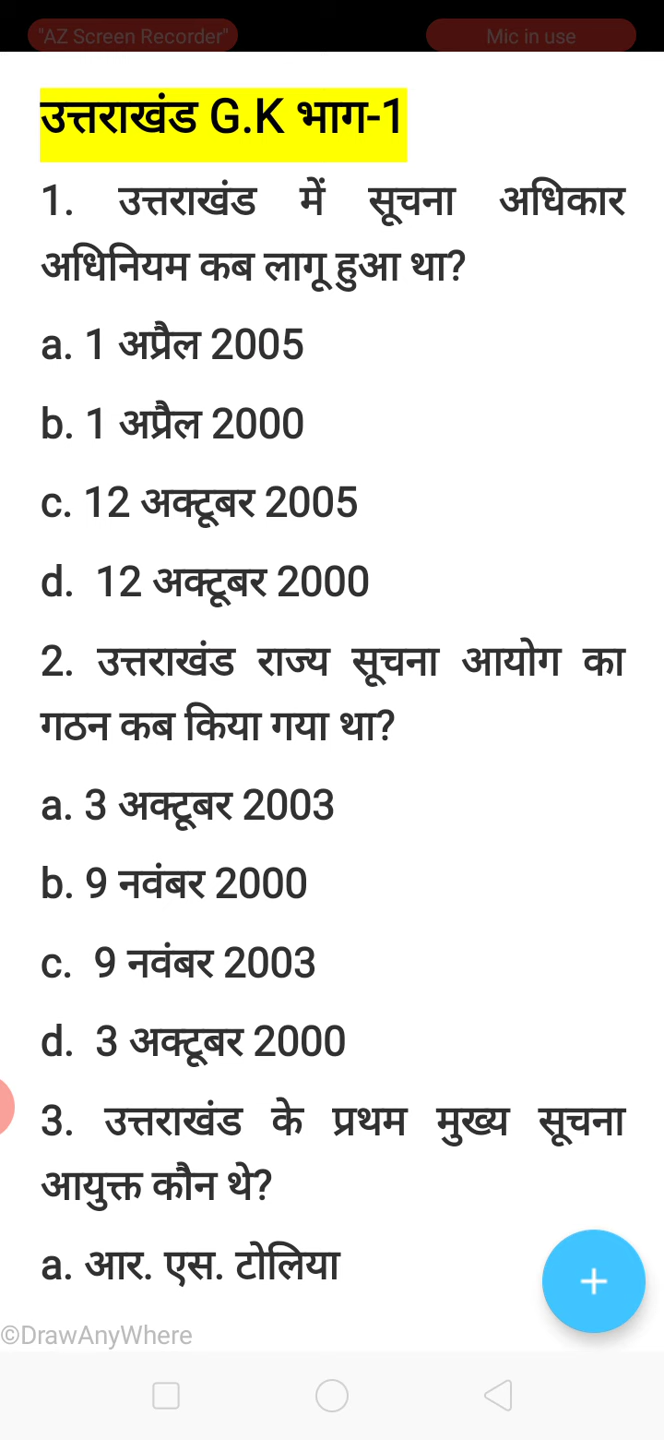 "AZ Screen Recorder"
Mic in use
उत्तराखंड G.K भाग-1
1. उत्तराखंड में सूचना अधिकार
अधिनियम कब लागू हुआ था?
a. 1 अप्रैल 2005
b. 1 अप्रैल 2000
c. 12 अक्टूबर 2005
d. 12 अक्टूबर 2000
2. उत्तराखंड राज्य सूचना आयोग का
गठन कब किया गया था?
a. 3 अक्टूबर 2003
b. 9 नवंबर 2000
c. 9 नवंबर 2003
d. 3 अक्टूबर 2000
3. उत्तराखंड के प्रथम मुख्य सूचना
आयुक्त कौन थे?
a. आर. एस. टोलिया
+
©DrawAnyWhere